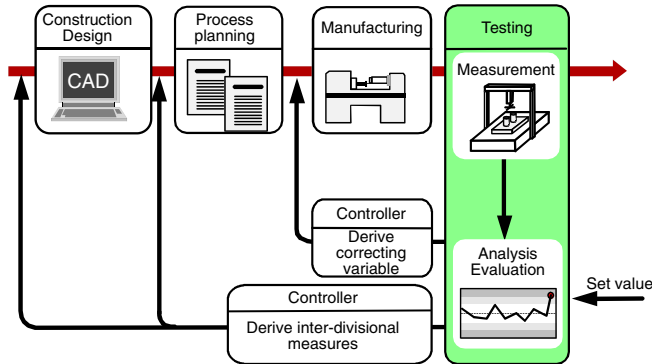 Construction
Design
CAD
Process
planning
Manufacturing
Testing
Measurement
Controller
Derive
correcting
variable
Analysis
Evaluation
Set value
Controller
Derive inter-divisional
measures